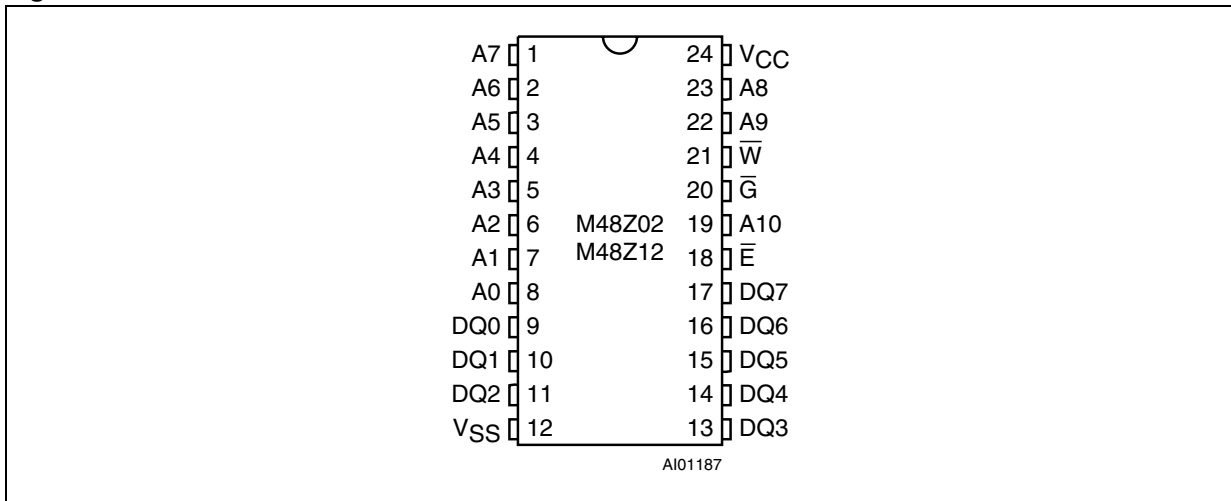 A7 1 24 VCC
A6 2 23 A8
A5 3 22 A9
A4 4 21 W̅
A3 5 20 G̅
A2 6 M48Z02 19 A10
A1 7 M48Z12 18 E̅
A0 8 17 DQ7
DQ0 9 16 DQ6
DQ1 10 15 DQ5
DQ2 11 14 DQ4
VSS 12 13 DQ3
AI01187